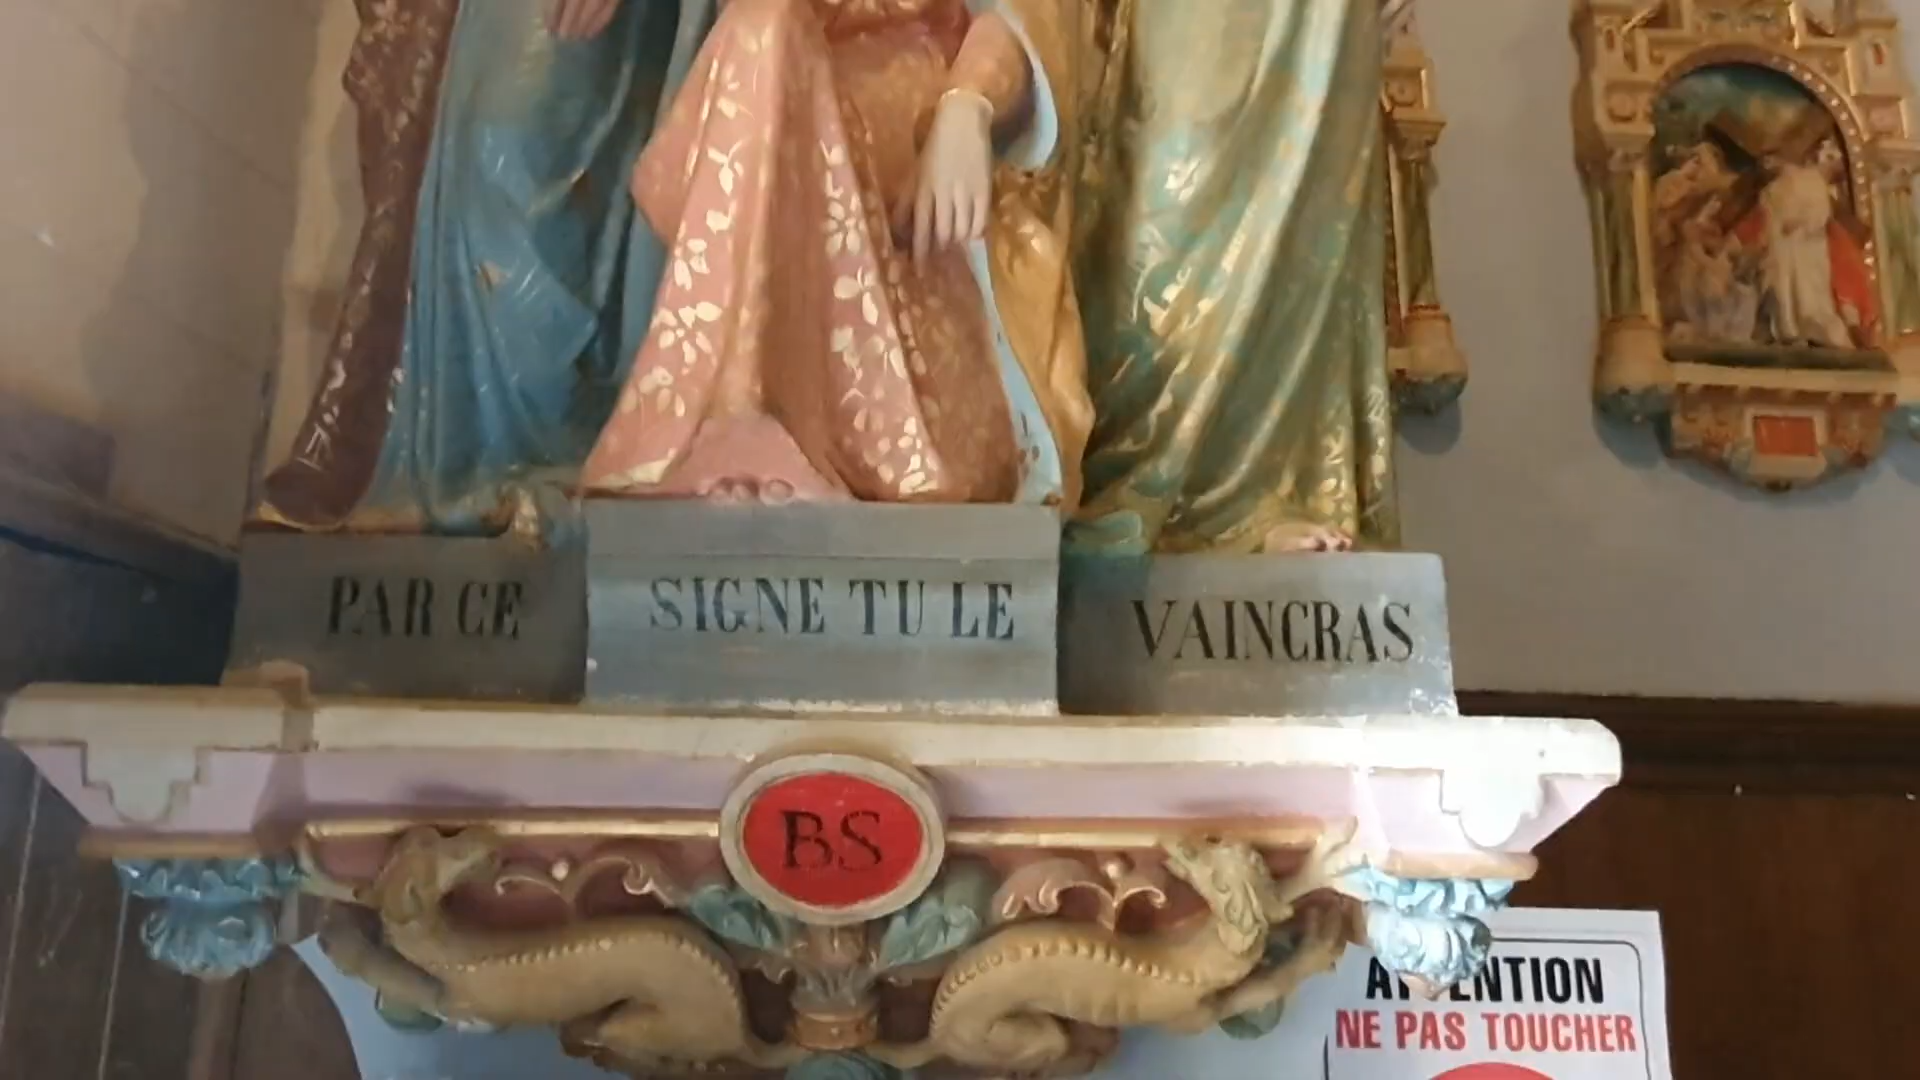 PAR CE SIGNE TU LE VAINCRAS
BS
ATTENTION
NE PAS TOUCHER